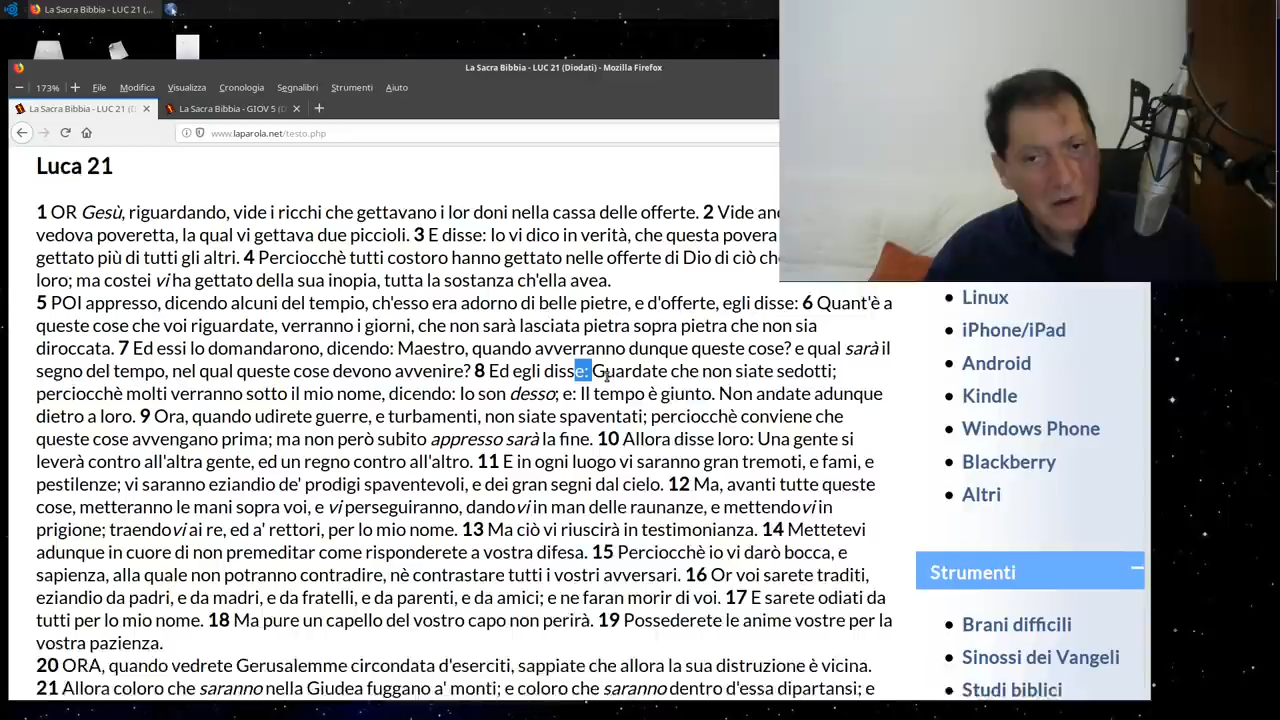 La Sacra Bibbia - LUC 21 (...
La Sacra Bibbia - LUC 21 (Diodati) - Mozilla Firefox
173% File Modifica Visualizza Cronologia Segnalibri Strumenti Aiuto
La Sacra Bibbia - LUC 21 (D
La Sacra Bibbia - GIOV 5 (D
www.laparola.net/testo.php
Luca 21
1 OR Gesù, riguardando, vide i ricchi che gettavano i lor doni nella cassa delle offerte. 2 Vide
vedova poveretta, la qual vi gettava due piccioli. 3 E disse: Io vi dico in verità, che questa povera
gettato più di tutti gli altri. 4 Perciocchè tutti costoro hanno gettato nelle offerte di Dio di ciò
loro; ma costei vi ha gettato della sua inopia, tutta la sostanza ch'ella avea.
5 POI appresso, dicendo alcuni del tempio, ch'esso era adorno di belle pietre, e d'offerte, egli disse: 6 Quant'è a
queste cose che voi riguardate, verranno i giorni, che non sarà lasciata pietra sopra pietra che non sia
diroccata. 7 Ed essi lo domandarono, dicendo: Maestro, quando avverranno dunque queste cose? e qual sarà il
segno del tempo, nel qual queste cose devono avvenire? 8 Ed egli disse: Guardate che non siate sedotti;
perciocchè molti verranno sotto il mio nome, dicendo: Io son desso; e: Il tempo è giunto. Non andate adunque
dietro a loro. 9 Ora, quando udirete guerre, e turbamenti, non siate spaventati; perciocchè conviene che
queste cose avvengano prima; ma non però subito appresso sarà la fine. 10 Allora disse loro: Una gente si
leverà contro all'altra gente, ed un regno contro all'altro. 11 E in ogni luogo vi saranno gran tremoti, e fami, e
pestilenze; vi saranno eziandio de' prodigi spaventevoli, e dei gran segni dal cielo. 12 Ma, avanti tutte queste
cose, metteranno le mani sopra voi, e vi perseguiranno, dandovi in man delle raunanze, e mettendovi in
prigione; traendovi ai re, ed a' rettori, per lo mio nome. 13 Ma ciò vi riuscirà in testimonianza. 14 Mettetevi
adunque in cuore di non premeditar come risponderete a vostra difesa. 15 Perciocchè io vi darò bocca, e
sapienza, alla quale non potranno contradire, nè contrastare tutti i vostri avversari. 16 Or voi sarete traditi,
eziandio da padri, e da madri, e da fratelli, e da parenti, e da amici; e ne faran morir di voi. 17 E sarete odiati da
tutti per lo mio nome. 18 Ma pure un capello del vostro capo non perirà. 19 Possederete le anime vostre per la
vostra pazienza.
20 ORA, quando vedrete Gerusalemme circondata d'eserciti, sappiate che allora la sua distruzione è vicina.
21 Allora coloro che saranno nella Giudea fuggano a' monti; e coloro che saranno dentro d'essa dipartansi; e
Linux
iPhone/iPad
Android
Kindle
Windows Phone
Blackberry
Altri
Strumenti
Brani difficili
Sinossi dei Vangeli
Studi biblici